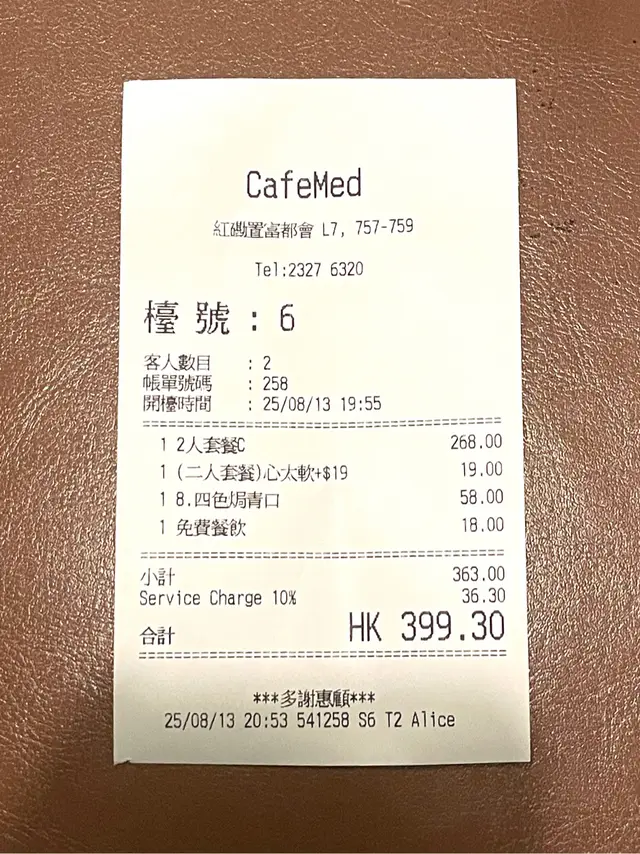 CafeMed
紅磡置富都會 L7, 757-759
Tel:2327 6320
檯 號 : 6
客人數目 : 2
帳單號碼 : 258
開檯時間 : 25/08/13 19:55
1 2人套餐C 268.00
1 (二人套餐)心太軟+$19 19.00
1 8.四色焗青口 58.00
1 免費餐飲 18.00
小計 363.00
Service Charge 10% 36.30
合計 HK 399.30
***多謝惠顧***
25/08/13 20:53 541258 S6 T2 Alice